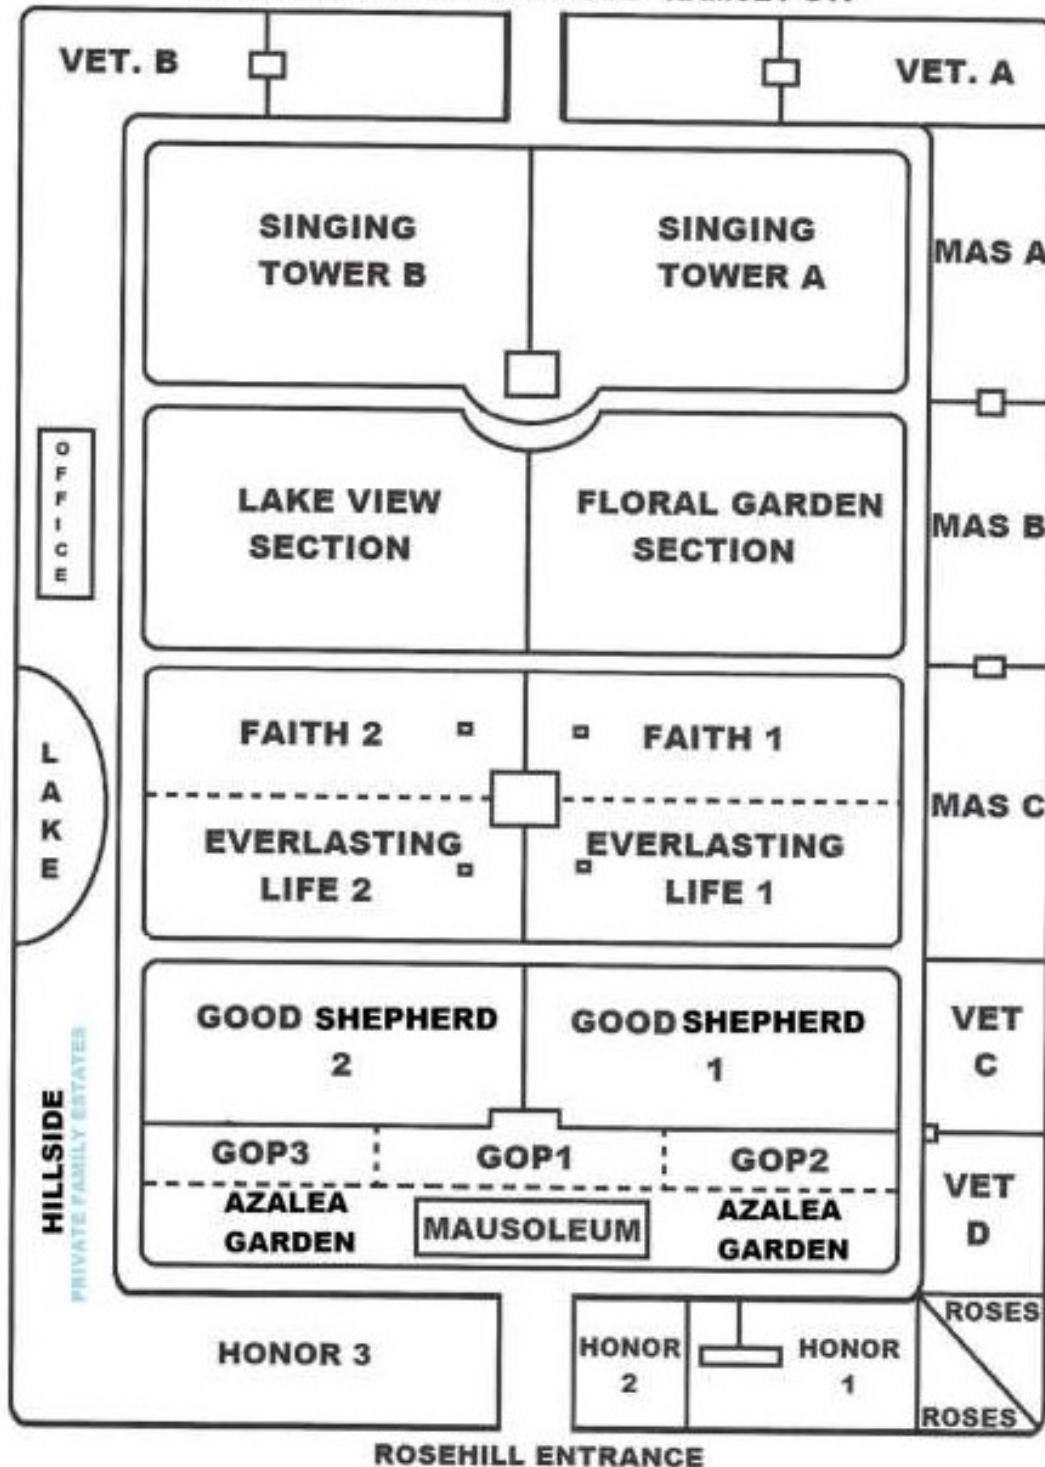 VET. B
VET. A
SINGING
TOWER B
SINGING
TOWER A
MAS A
OFFICE
LAKE VIEW
SECTION
FLORAL GARDEN
SECTION
MAS B
LAKE
FAITH 2
FAITH 1
MAS C
EVERLASTING
LIFE 2
EVERLASTING
LIFE 1
GOOD SHEPHERD
2
GOOD SHEPHERD
1
VET
C
HILLSIDE
PRIVATE FAMILY ESTATES
GOP3
GOP1
GOP2
AZALEA
GARDEN
MAUSOLEUM
AZALEA
GARDEN
VET
D
HONOR 3
HONOR
2
HONOR
1
ROSES
ROSES
ROSEHILL ENTRANCE